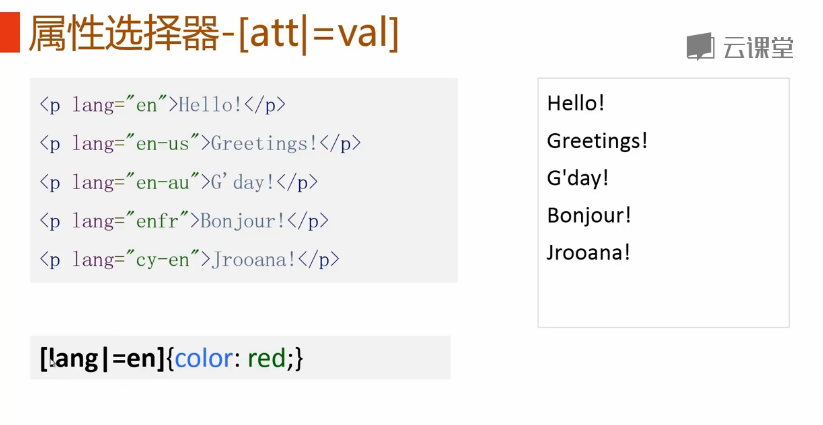 属性选择器-[att|=val]
云课堂
<p lang="en">Hello!</p>
<p lang="en-us">Greetings!</p>
<p lang="en-au">G'day!</p>
<p lang="enfr">Bonjour!</p>
<p lang="cy-en">Jrooana!</p>
Hello!
Greetings!
G'day!
Bonjour!
Jrooana!
[lang|=en]{color: red;}